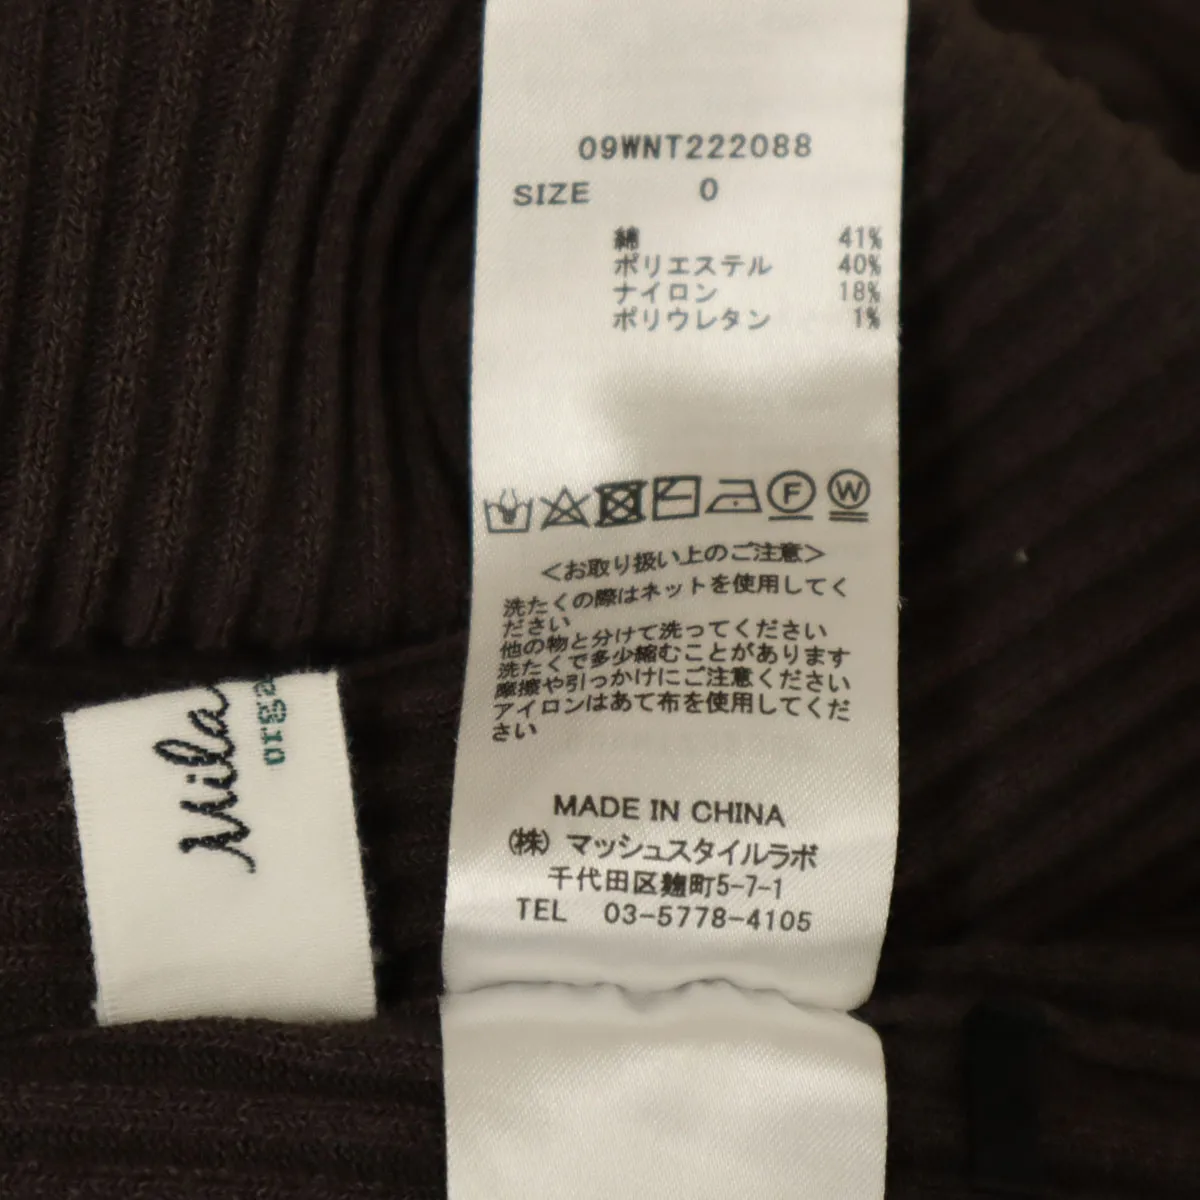 09WNT222088
SIZE 0
綿 41%
ポリエステル 40%
ナイロン 18%
ポリウレタン 1%
F W
<お取り扱い上のご注意>
洗たくの際はネットを使用してく
ださい
他の物と分けて洗ってください
洗たくで多少縮むことがあります
摩擦や引っかけにご注意ください
アイロンはあて布を使用してくだ
さい
MADE IN CHINA
(株) マッシュスタイルラボ
千代田区麹町5-7-1
TEL 03-5778-4105
Mila